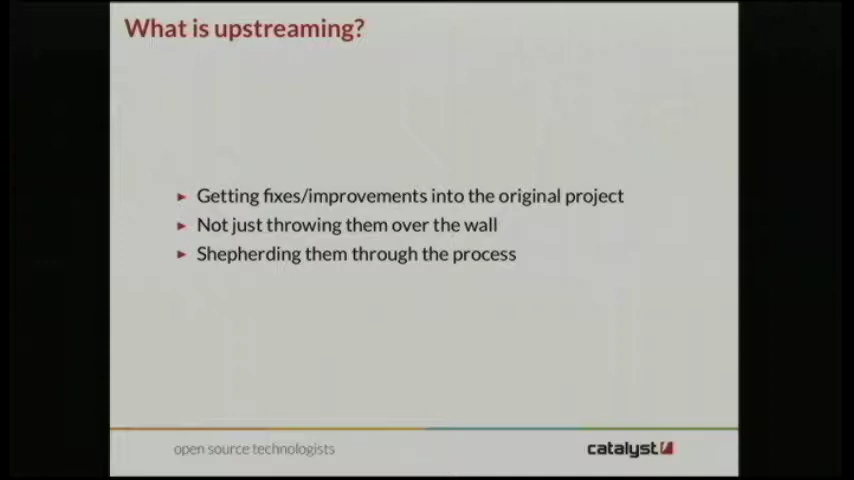 What is upstreaming?
Getting fixes/improvements into the original project
Not just throwing them over the wall
Shepherding them through the process
open source technologists
catalyst